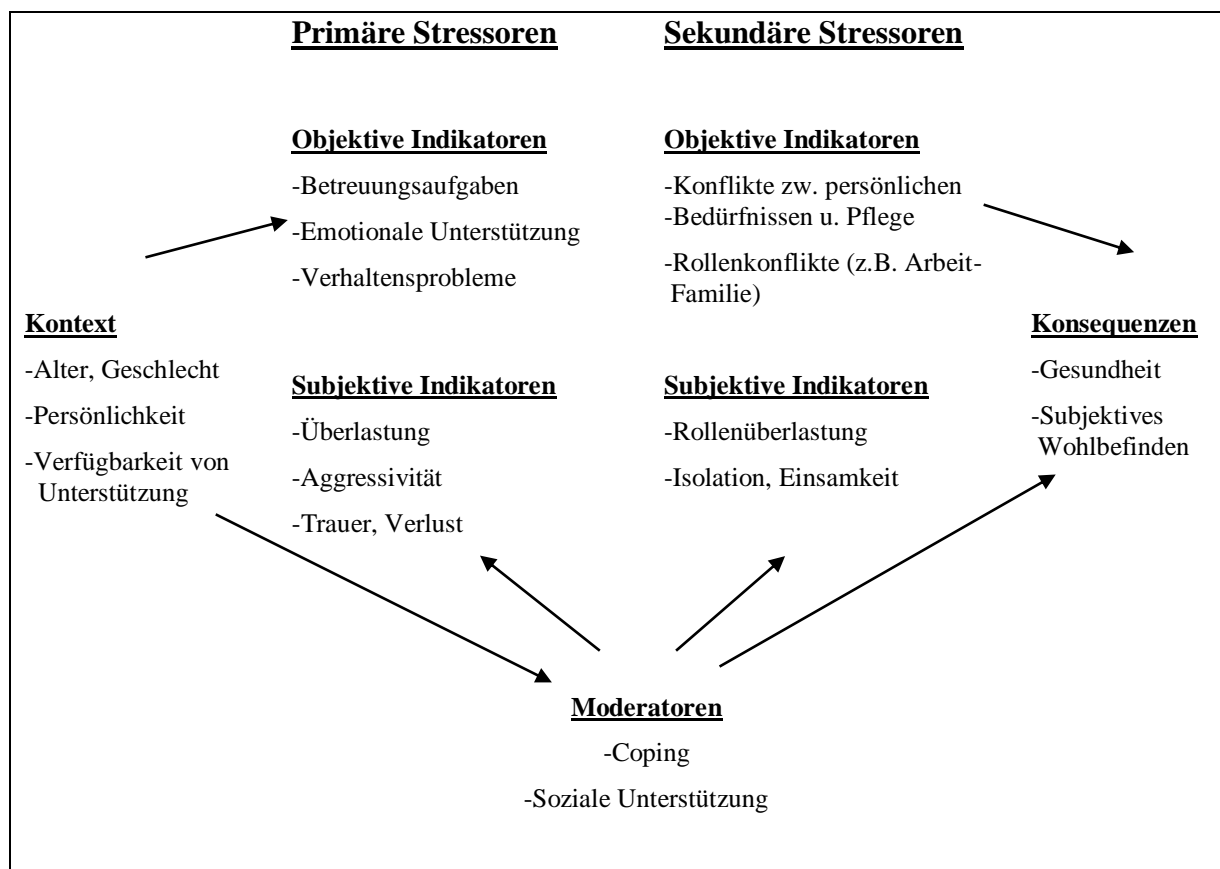 Primäre Stressoren
Sekundäre Stressoren
Objektive Indikatoren
-Betreuungsaufgaben
-Emotionale Unterstützung
-Verhaltensprobleme
Objektive Indikatoren
-Konflikte zw. persönlichen
-Bedürfnissen u. Pflege
-Rollenkonflikte (z.B. Arbeit-
Familie)
Kontext
-Alter, Geschlecht
-Persönlichkeit
-Verfügbarkeit von
Unterstützung
Subjektive Indikatoren
-Überlastung
-Aggressivität
-Trauer, Verlust
Subjektive Indikatoren
-Rollenüberlastung
-Isolation, Einsamkeit
Konsequenzen
-Gesundheit
-Subjektives
Wohlbefinden
Moderatoren
-Coping
-Soziale Unterstützung